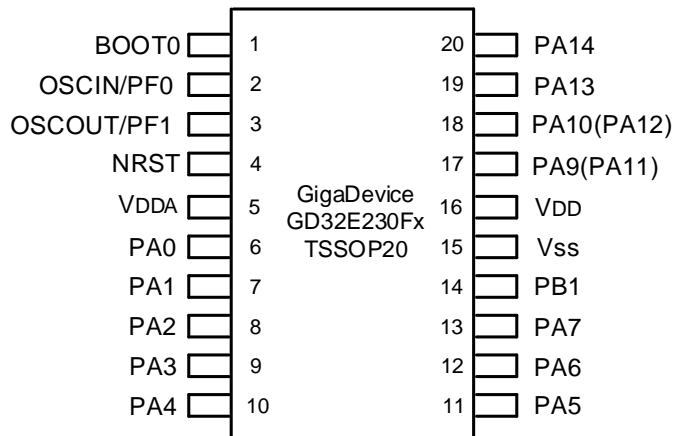 BOOT0 1 20 PA14
OSCIN/PF0 2 19 PA13
OSCOUT/PF1 3 18 PA10(PA12)
NRST 4 17 PA9(PA11)
VDDA 5 16 VDD
PA0 6 15 Vss
PA1 7 14 PB1
PA2 8 13 PA7
PA3 9 12 PA6
PA4 10 11 PA5
GigaDevice
GD32E230Fx
TSSOP20